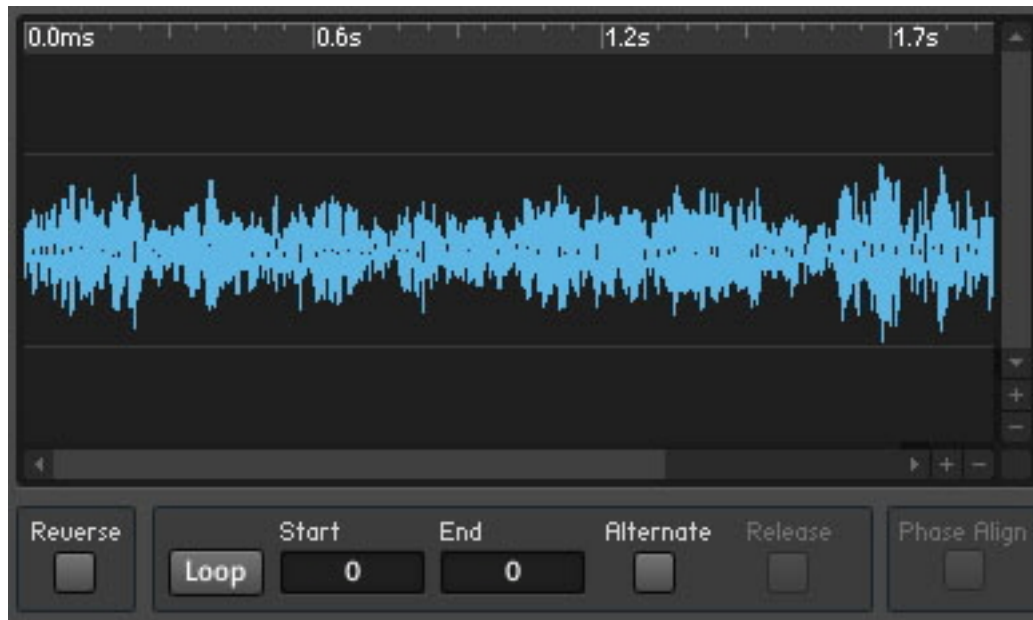 0.0ms 0.6s 1.2s 1.7s
Reverse Start End Alternate Release Phase Align
Loop 0 0